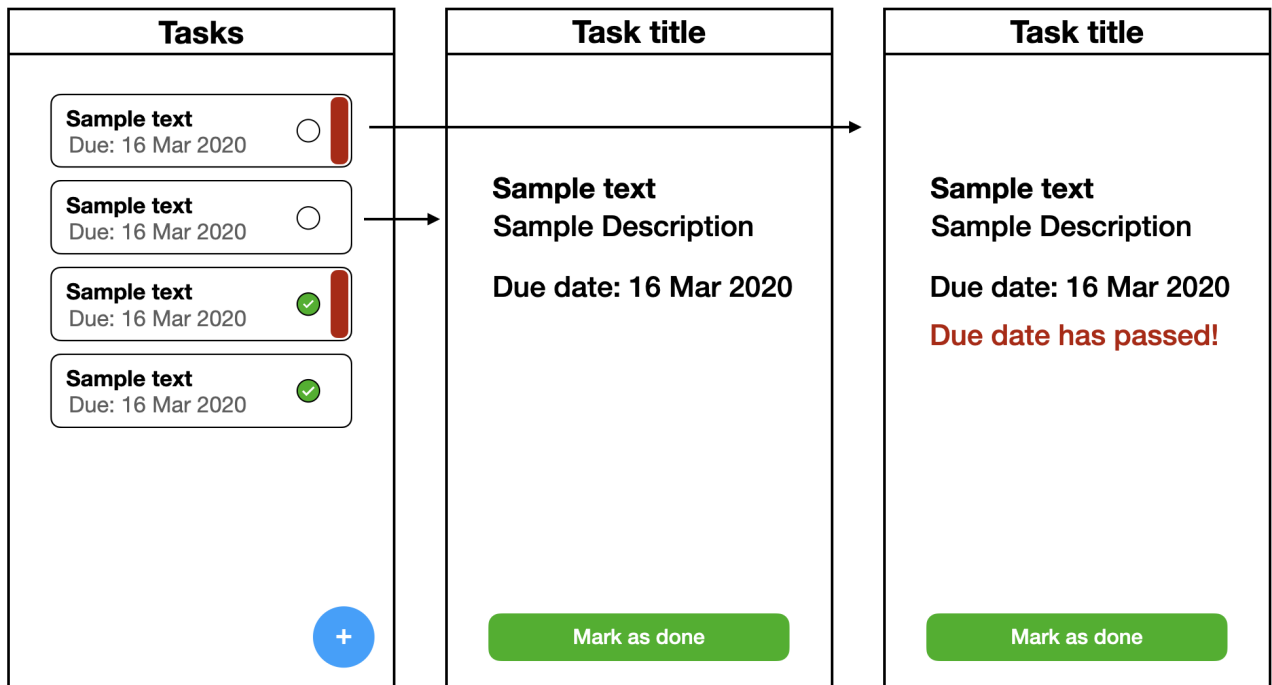 Tasks
Sample text
Due: 16 Mar 2020
Sample text
Due: 16 Mar 2020
Sample text
Due: 16 Mar 2020
Sample text
Due: 16 Mar 2020
+
Task title
Sample text
Sample Description
Due date: 16 Mar 2020
Mark as done
Task title
Sample text
Sample Description
Due date: 16 Mar 2020
Due date has passed!
Mark as done